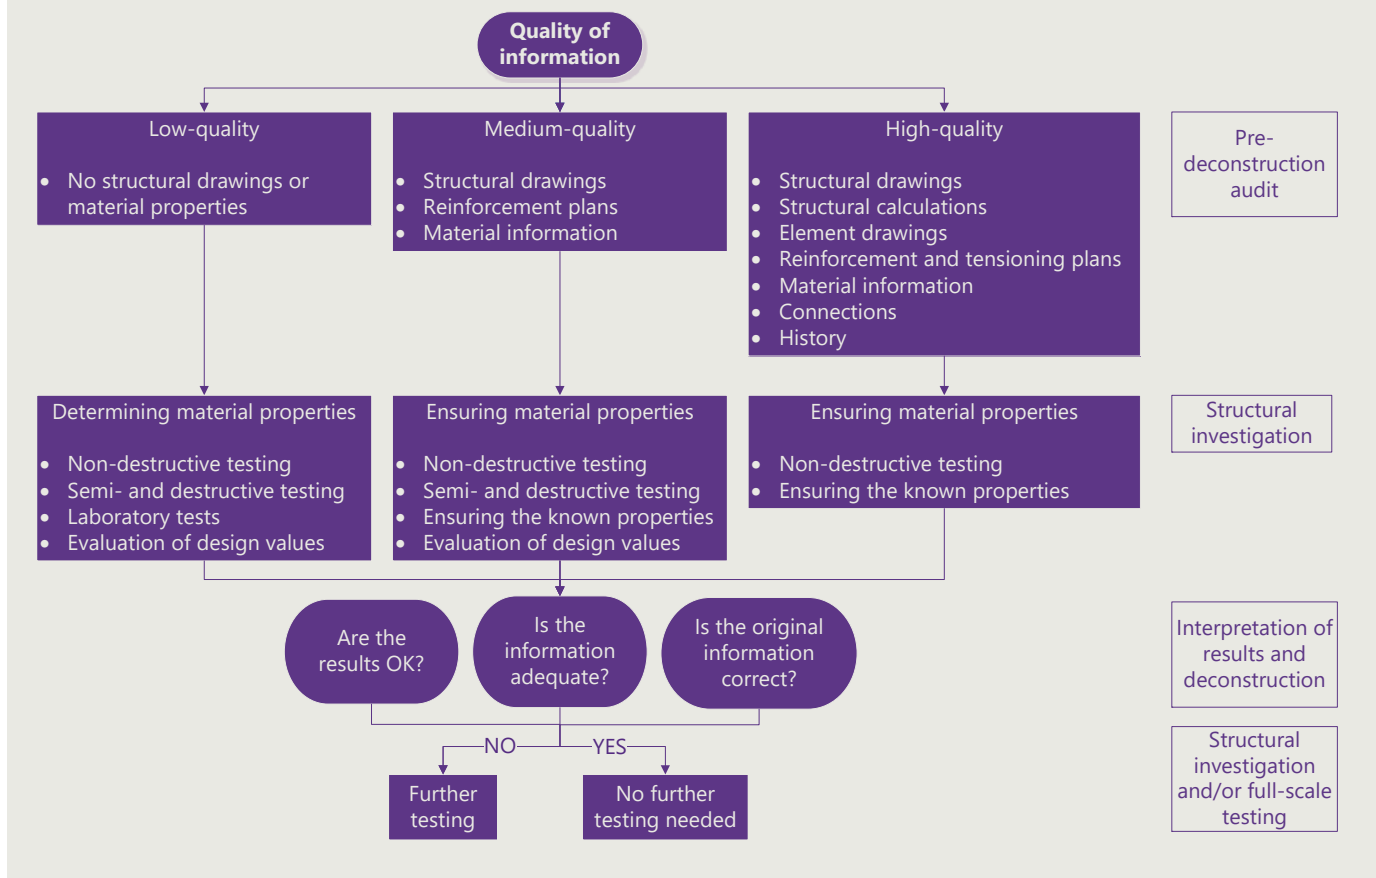 Quality of
information
Low-quality
• No structural drawings or
material properties
Medium-quality
• Structural drawings
• Reinforcement plans
• Material information
High-quality
• Structural drawings
• Structural calculations
• Element drawings
• Reinforcement and tensioning plans
• Material information
• Connections
• History
Pre-
deconstruction
audit
Determining material properties
• Non-destructive testing
• Semi- and destructive testing
• Laboratory tests
• Evaluation of design values
Ensuring material properties
• Non-destructive testing
• Semi- and destructive testing
• Ensuring the known properties
• Evaluation of design values
Ensuring material properties
• Non-destructive testing
• Ensuring the known properties
Structural
investigation
Are the
results OK?
Is the
information
adequate?
Is the original
information
correct?
Interpretation of
results and
deconstruction
NO
YES
Further
testing
No further
testing needed
Structural
investigation
and/or full-scale
testing